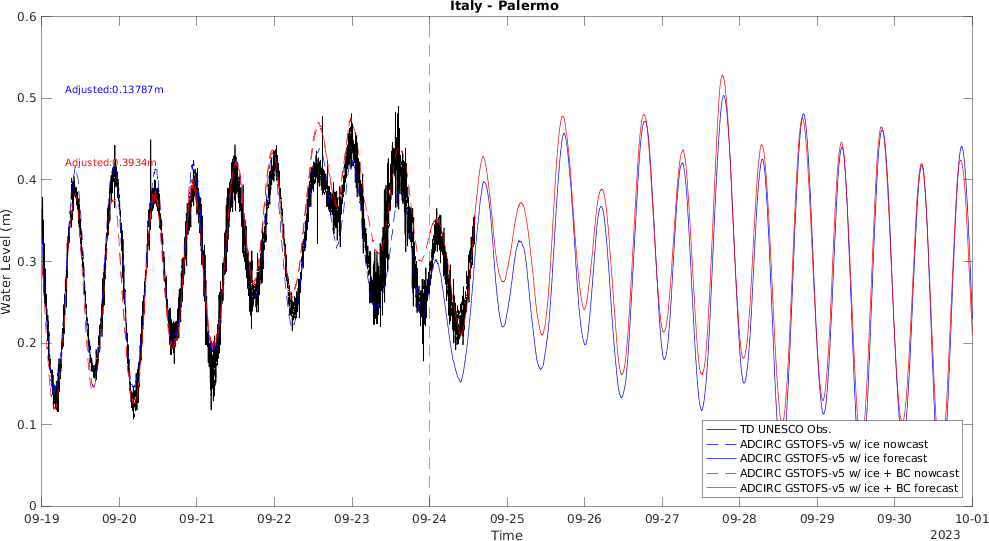 Italy - Palermo
0.6
0.5
0.4
0.3
0.2
0.1
0
Water Level (m)
Adjusted:0.13787m
Adjusted:0.3934m
TD UNESCO Obs.
ADCIRC GSTOFS-v5 w/ ice nowcast
ADCIRC GSTOFS-v5 w/ ice forecast
ADCIRC GSTOFS-v5 w/ ice + BC nowcast
ADCIRC GSTOFS-v5 w/ ice + BC forecast
09-19 09-20 09-21 09-22 09-23 09-24 09-25 09-26 09-27 09-28 09-29 09-30 10-01
Time
2023